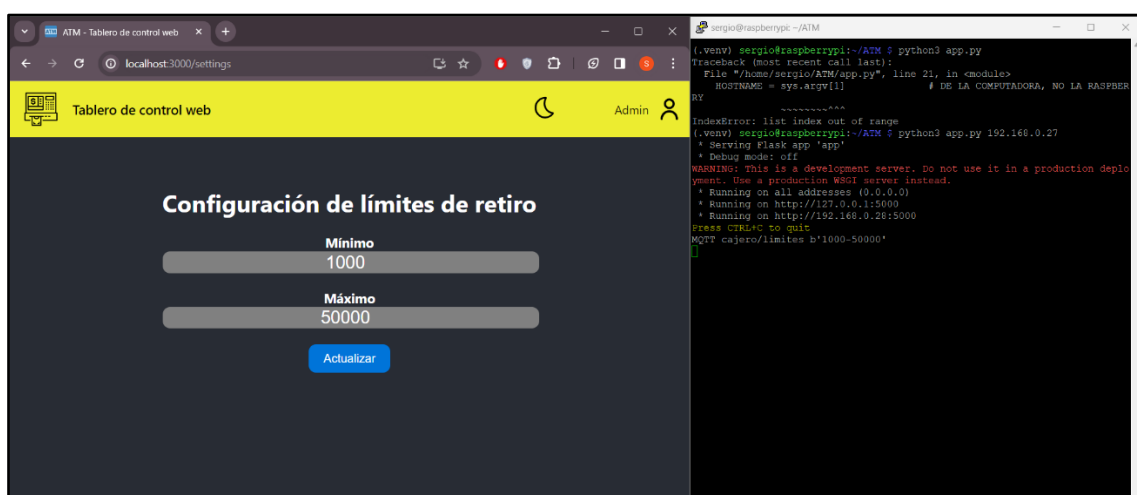 ATM - Tablero de control web
localhost:3000/settings
S
Tablero de control web
Admin
Configuración de límites de retiro
Mínimo
1000
Máximo
50000
Actualizar
sergio@raspberrypi: ~/ATM
(.venv) sergio@raspberrypi:~/ATM $ python3 app.py
Traceback (most recent call last):
File "/home/sergio/ATM/app.py", line 21, in <module>
HOSTNAME = sys.argv[1] # DE LA COMPUTADORA, NO LA RASPBER
RY
~~~~~~~~^^^
IndexError: list index out of range
(.venv) sergio@raspberrypi:~/ATM $ python3 app.py 192.168.0.27
* Serving Flask app 'app'
* Debug mode: off
WARNING: This is a development server. Do not use it in a production deplo
yment. Use a production WSGI server instead.
* Running on all addresses (0.0.0.0)
* Running on http://127.0.0.1:5000
* Running on http://192.168.0.28:5000
Press CTRL+C to quit
MQTT cajero/limites b'1000-50000'